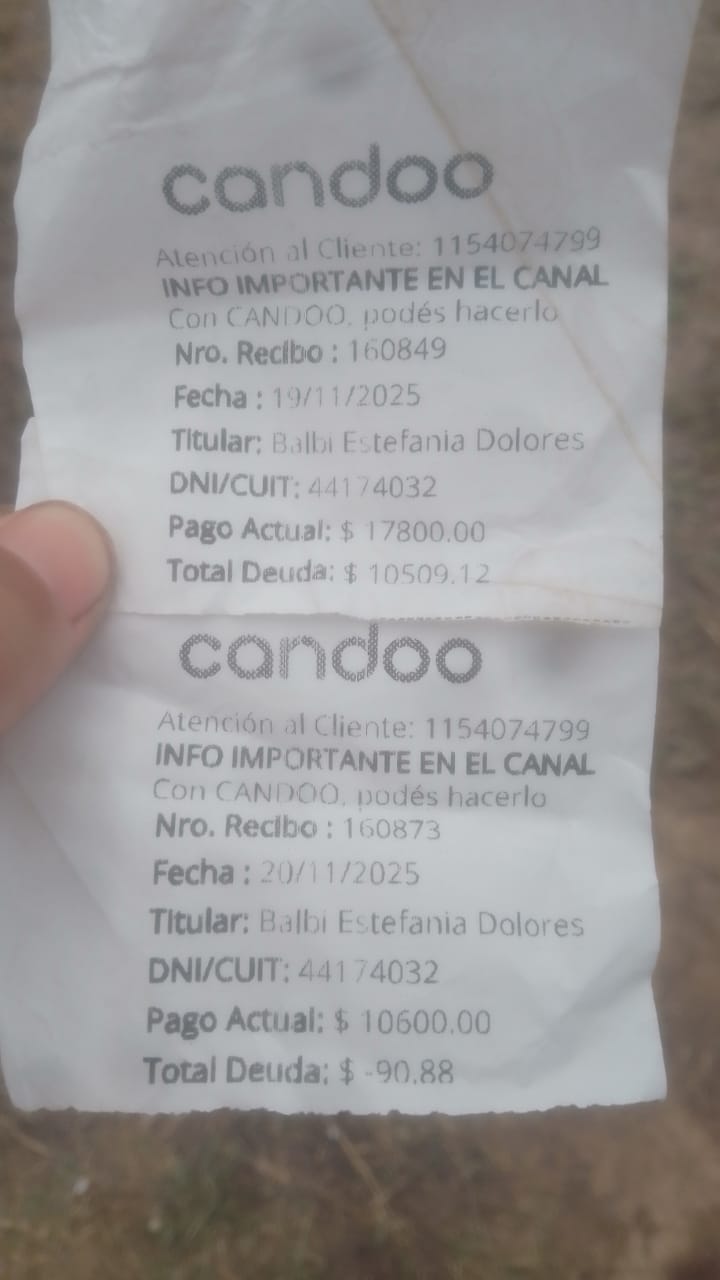 candoo
Atención al Cliente: 1154074799
INFO IMPORTANTE EN EL CANAL
Con CANDOO, podés hacerlo
Nro. Recibo : 160849
Fecha : 19/11/2025
Titular: Balbi Estefania Dolores
DNI/CUIT: 44174032
Pago Actual: $ 17800.00
Total Deuda: $ 10509.12
candoo
Atención al Cliente: 1154074799
INFO IMPORTANTE EN EL CANAL
Con CANDOO, podés hacerlo
Nro. Recibo : 160873
Fecha : 20/11/2025
Titular: Balbi Estefania Dolores
DNI/CUIT: 44174032
Pago Actual: $ 10600.00
Total Deuda: $ -90.88